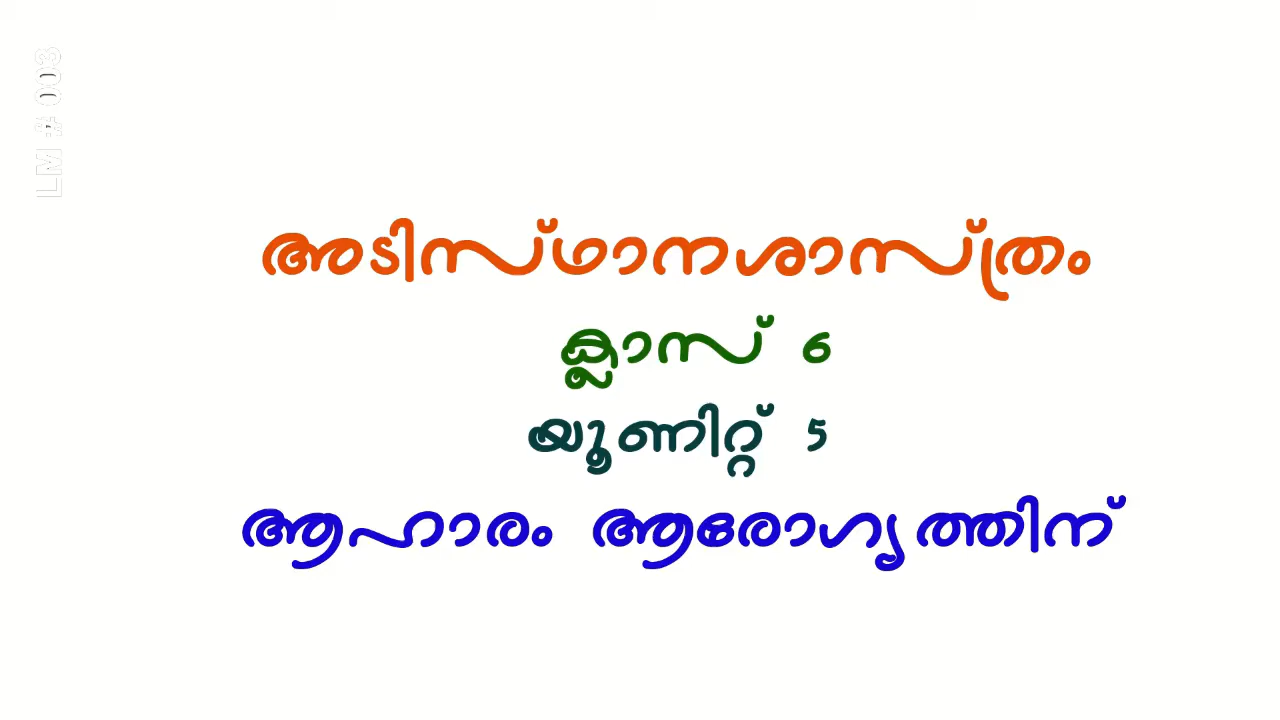 LM # 003
അടിസ്ഥാനശാസ്ത്രം
ക്ലാസ് 6
യൂണിറ്റ് 5
ആഹാരം ആരോഗ്യത്തിന്